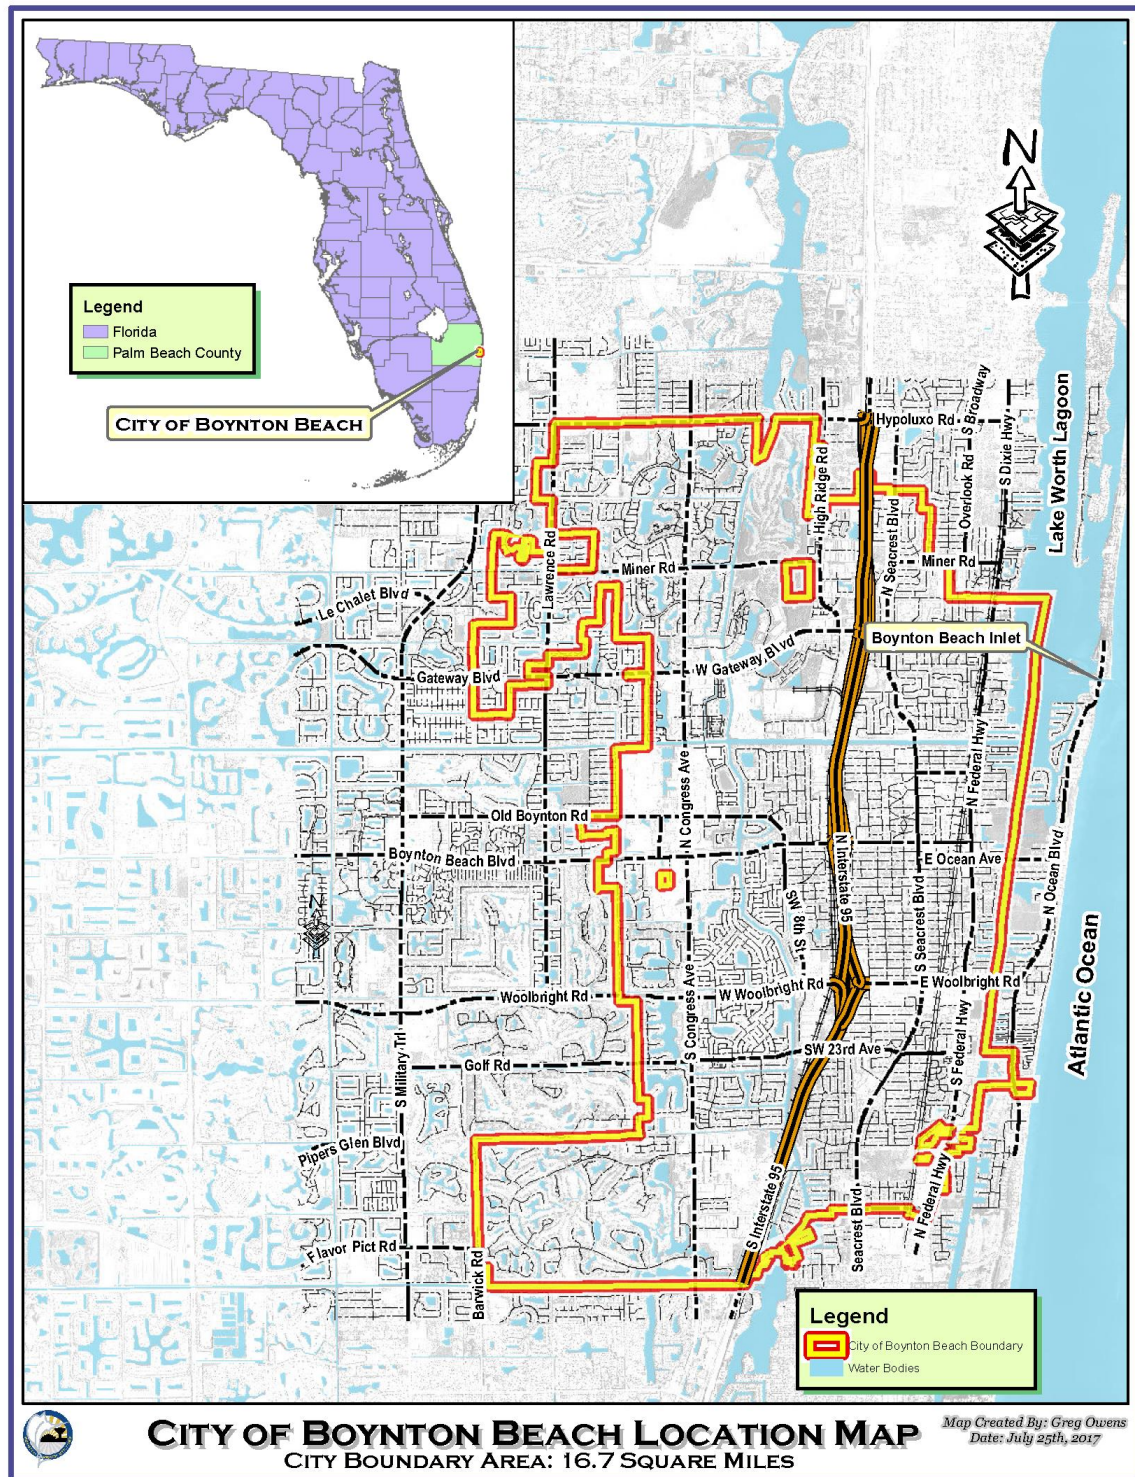 Legend
Florida
Palm Beach County
CITY OF BOYNTON BEACH
N
Lake Worth Lagoon
S Broadway
Hypoluxo Rd
High Ridge Rd
Overlook Rd
S Dixie Hwy
N Seacrest Blvd
Lawrence Rd
Miner Rd
Miner Rd
Le Chalet Blvd
Boynton Beach Inlet
Gateway Blvd
W Gateway Blvd
N Federal Hwy
N Congress Ave
Old Boynton Rd
Boynton Beach Blvd
N Interstate 95
E Ocean Ave
N Ocean Blvd
N
SW 8th St
S Seacrest Blvd
Atlantic Ocean
Woolbright Rd
W Woolbright Rd
E Woolbright Rd
S Congress Ave
S Military Trl
Golf Rd
SW 23rd Ave
S Federal Hwy
Pipers Glen Blvd
N Federal Hwy
S Interstate 95
Seacrest Blvd
Flavor Pict Rd
Barwick Rd
Legend
City of Boynton Beach Boundary
Water Bodies
CITY OF BOYNTON BEACH LOCATION MAP
CITY BOUNDARY AREA: 16.7 SQUARE MILES
Map Created By: Greg Owens
Date: July 25th, 2017